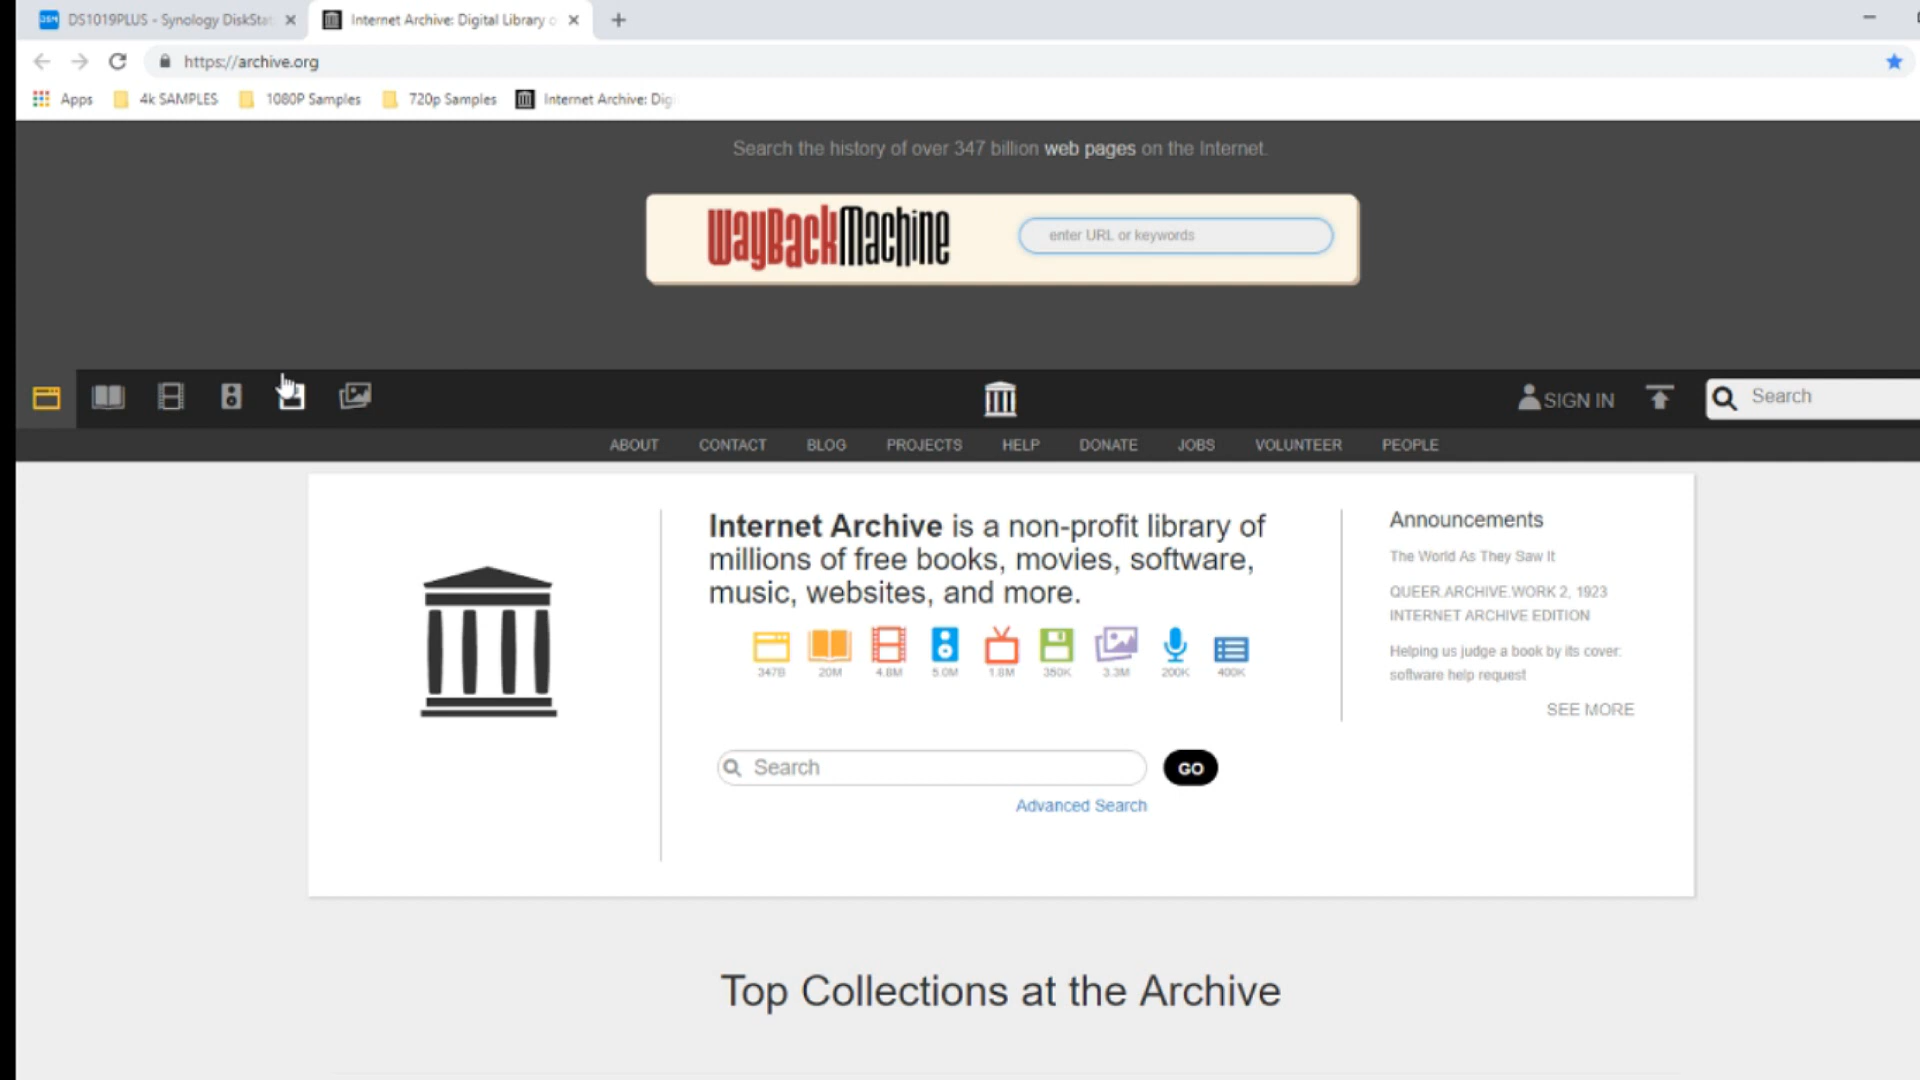 DSM DS1019PLUS - Synology DiskSta
Internet Archive: Digital Library o
https://archive.org
Apps
4k SAMPLES
1080P Samples
720p Samples
Internet Archive: Digi
Search the history of over 347 billion web pages on the Internet.
WayBackMachine
enter URL or keywords
SIGN IN
Search
ABOUT CONTACT BLOG PROJECTS HELP DONATE JOBS VOLUNTEER PEOPLE
Internet Archive is a non-profit library of
millions of free books, movies, software,
music, websites, and more.
347B 20M 4.8M 5.0M 1.8M 350K 3.3M 200K 400K
Search
GO
Advanced Search
Announcements
The World As They Saw It
QUEER.ARCHIVE.WORK 2, 1923
INTERNET ARCHIVE EDITION
Helping us judge a book by its cover:
software help request
SEE MORE
Top Collections at the Archive